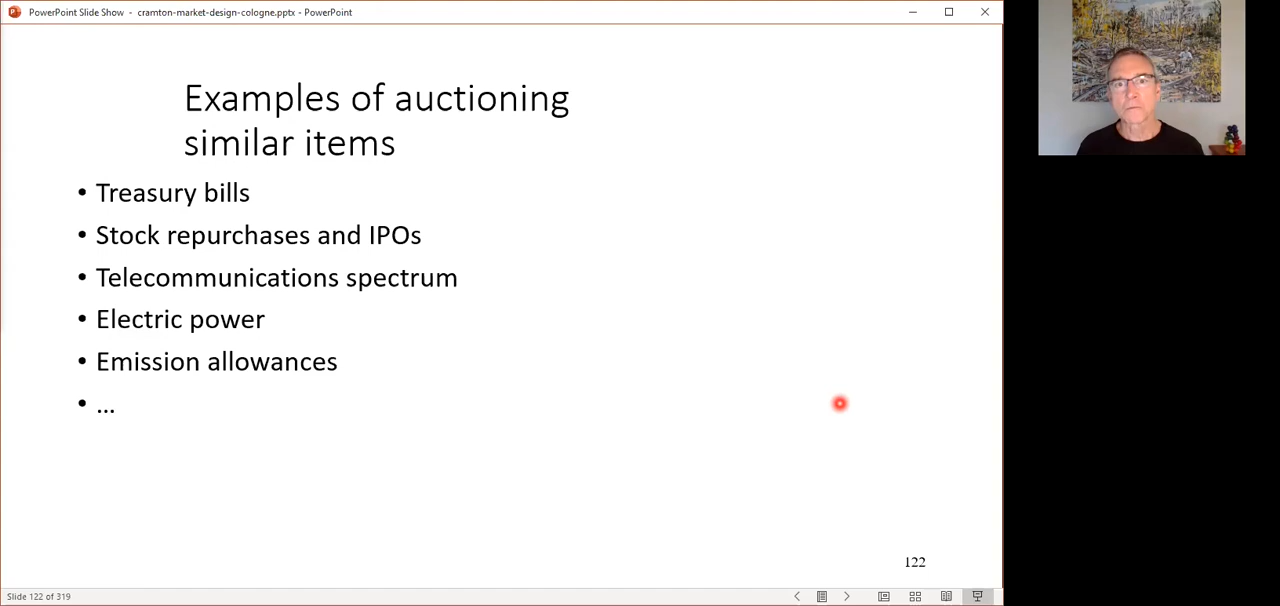 PowerPoint Slide Show - cramton-market-design-cologne.pptx - PowerPoint
Examples of auctioning
similar items
• Treasury bills
• Stock repurchases and IPOs
• Telecommunications spectrum
• Electric power
• Emission allowances
• ...
122
Slide 122 of 319